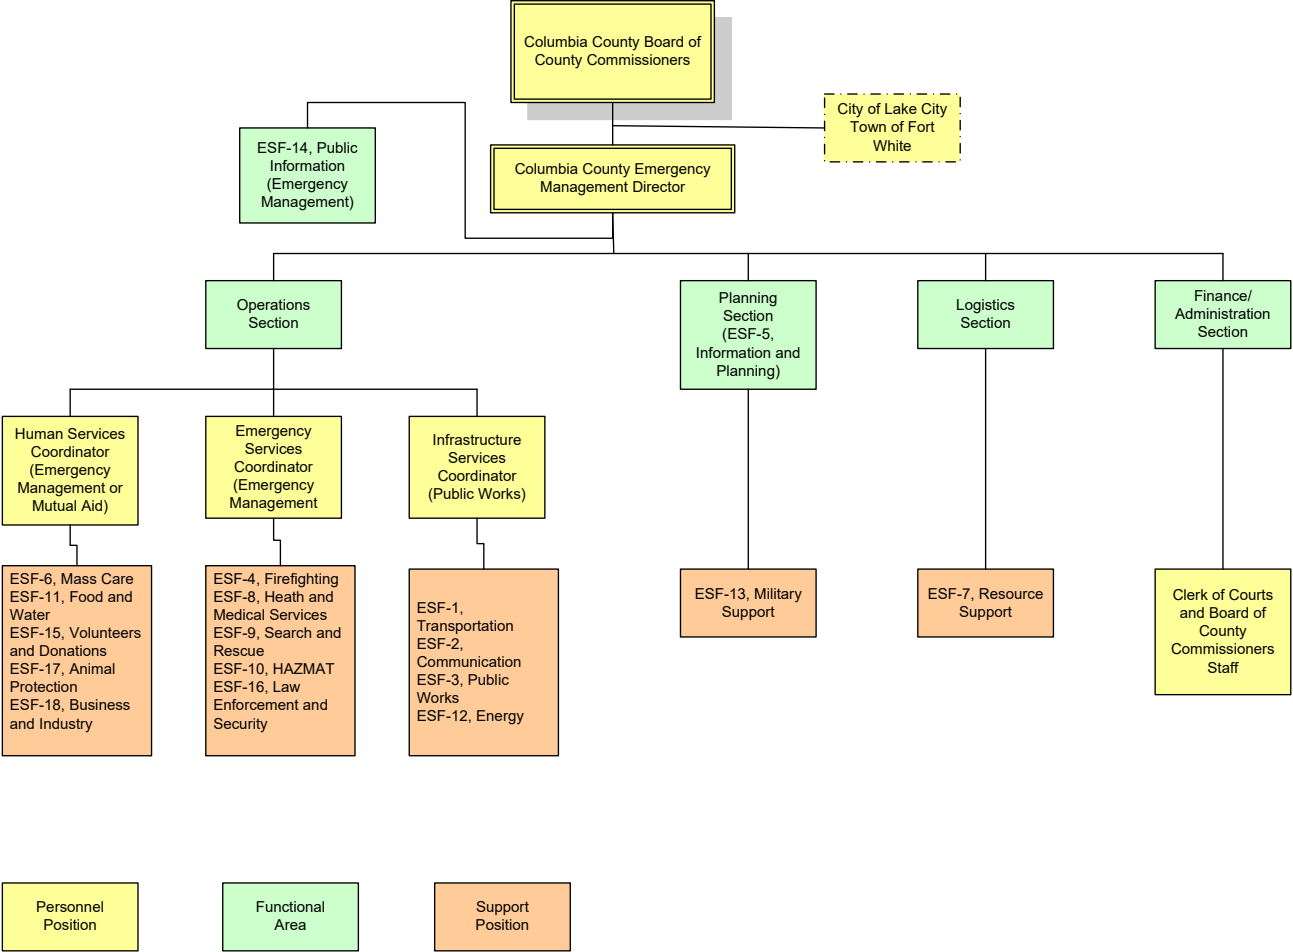 Columbia County Board of
County Commissioners
City of Lake City
Town of Fort
White
ESF-14, Public
Information
(Emergency
Management)
Columbia County Emergency
Management Director
Operations
Section
Planning
Section
(ESF-5,
Information and
Planning)
Logistics
Section
Finance/
Administration
Section
Human Services
Coordinator
(Emergency
Management or
Mutual Aid)
Emergency
Services
Coordinator
(Emergency
Management
Infrastructure
Services
Coordinator
(Public Works)
ESF-6, Mass Care
ESF-11, Food and
Water
ESF-15, Volunteers
and Donations
ESF-17, Animal
Protection
ESF-18, Business
and Industry
ESF-4, Firefighting
ESF-8, Heath and
Medical Services
ESF-9, Search and
Rescue
ESF-10, HAZMAT
ESF-16, Law
Enforcement and
Security
ESF-1,
Transportation
ESF-2,
Communication
ESF-3, Public
Works
ESF-12, Energy
ESF-13, Military
Support
ESF-7, Resource
Support
Clerk of Courts
and Board of
County
Commissioners
Staff
Personnel
Position
Functional
Area
Support
Position